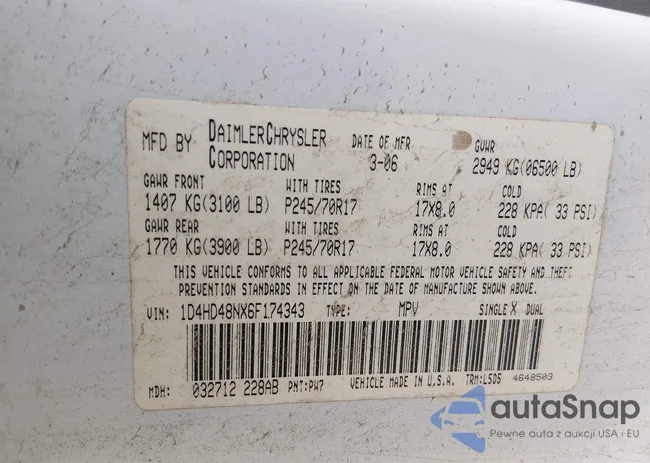 MFD BY DAIMLERCHRYSLER CORPORATION DATE OF MFR 3-06 GVWR 2949 KG(06500 LB)
GAWR FRONT WITH TIRES RIMS AT COLD
1407 KG(3100 LB) P245/70R17 17X8.0 228 KPA( 33 PSI)
GAWR REAR WITH TIRES RIMS AT COLD
1770 KG(3900 LB) P245/70R17 17X8.0 228 KPA( 33 PSI)
THIS VEHICLE CONFORMS TO ALL APPLICABLE FEDERAL MOTOR VEHICLE SAFETY AND THEFT
PREVENTION STANDARDS IN EFFECT ON THE DATE OF MANUFACTURE SHOWN ABOVE.
VIN: 1D4HD48NX6F174343 TYPE: MPV SINGLE X DUAL
MDH: 032712 228AB PNT:PW7 VEHICLE MADE IN U.S.A. TRM:L5D5 4648503
autaSnap
Pewne auta z aukcji USA i EU